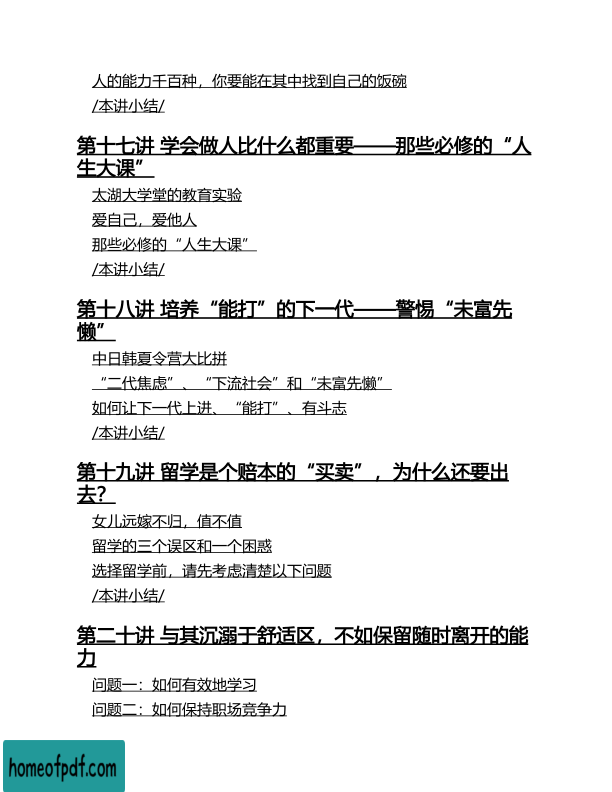 人的能力千百种，你要能在其中找到自己的饭碗
/本讲小结/
第十七讲 学会做人比什么都重要——那些必修的“人
生大课”
太湖大学堂的教育实验
爱自己，爱他人
那些必修的“人生大课”
/本讲小结/
第十八讲 培养“能打”的下一代——警惕“未富先
懒”
中日韩夏令营大比拼
“二代焦虑”、“下流社会”和“未富先懒”
如何让下一代上进、“能打”、有斗志
/本讲小结/
第十九讲 留学是个赔本的“买卖”，为什么还要出
去？
女儿远嫁不归，值不值
留学的三个误区和一个困惑
选择留学前，请先考虑清楚以下问题
/本讲小结/
第二十讲 与其沉溺于舒适区，不如保留随时离开的能
力
问题一：如何有效地学习
问题二：如何保持职场竞争力
homeofpdf.com